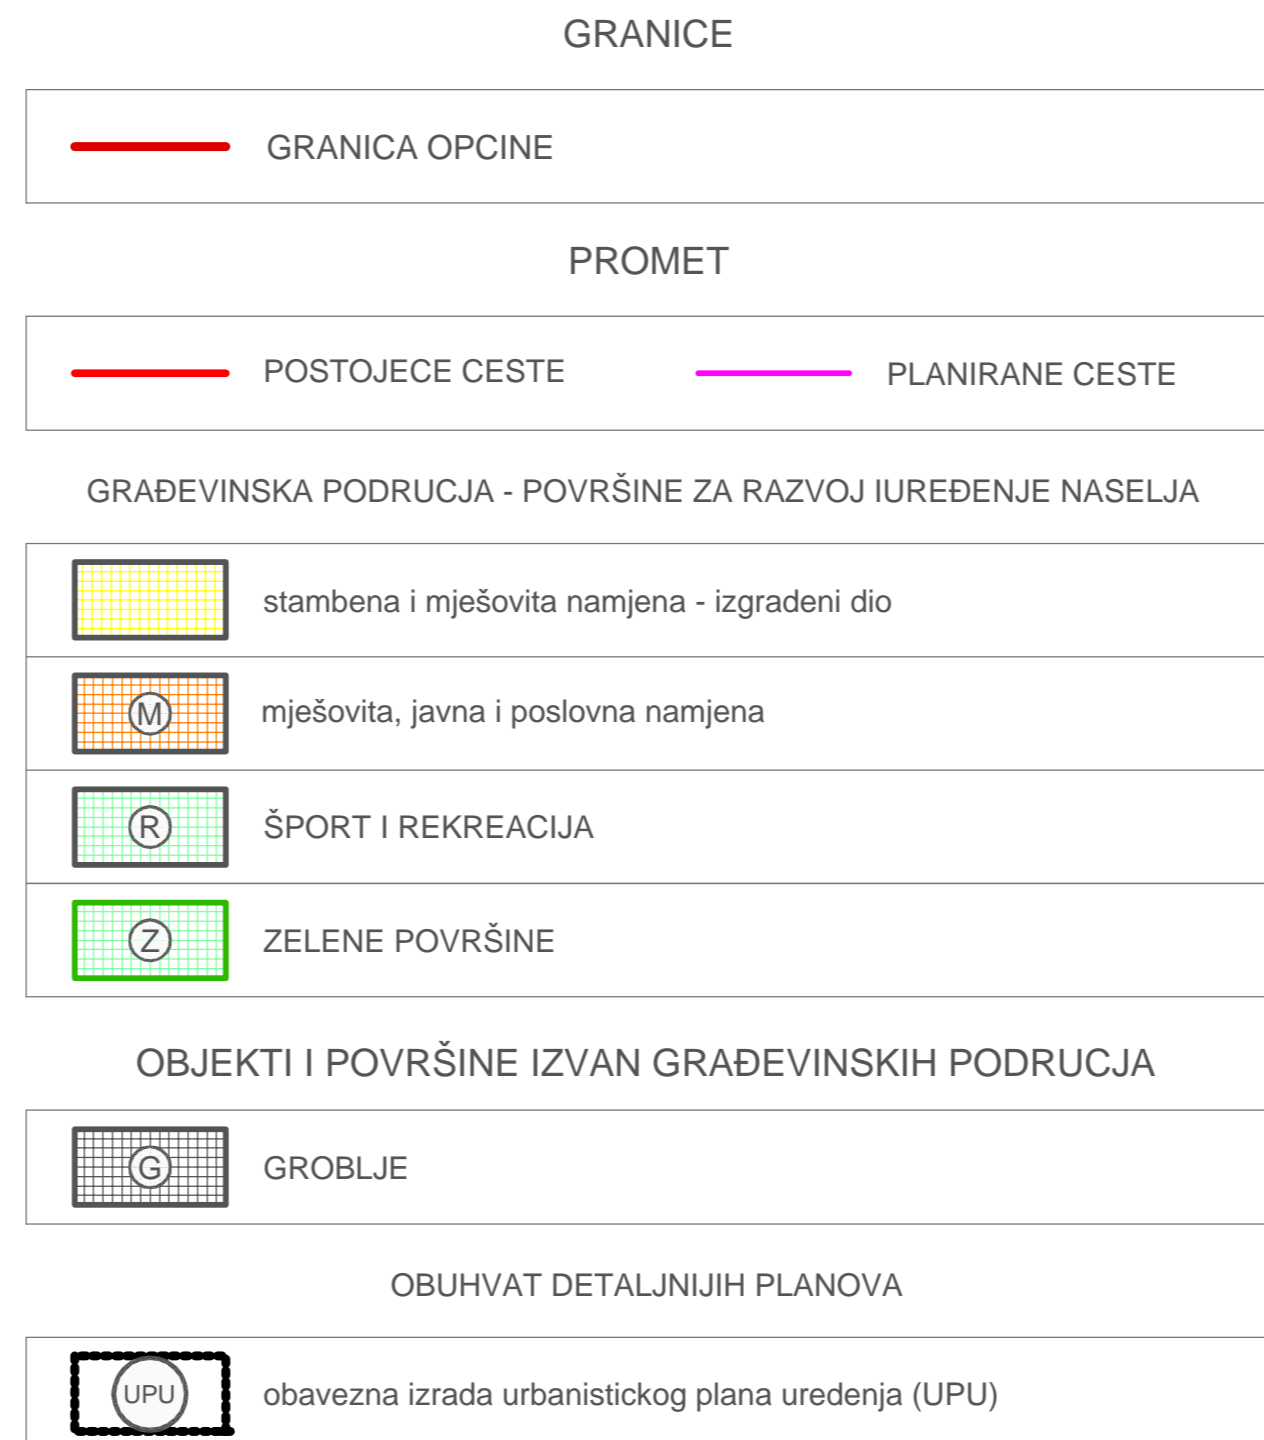 GRANICE
GRANICA OPCINE
PROMET
POSTOJECE CESTE
PLANIRANE CESTE
GRAĐEVINSKA PODRUCJA - POVRŠINE ZA RAZVOJ IUREĐENJE NASELJA
stambena i mješovita namjena - izgradeni dio
M mješovita, javna i poslovna namjena
R ŠPORT I REKREACIJA
Z ZELENE POVRŠINE
OBJEKTI I POVRŠINE IZVAN GRAĐEVINSKIH PODRUCJA
G GROBLJE
OBUHVAT DETALJNIJIH PLANOVA
UPU obavezna izrada urbanistickog plana uredenja (UPU)